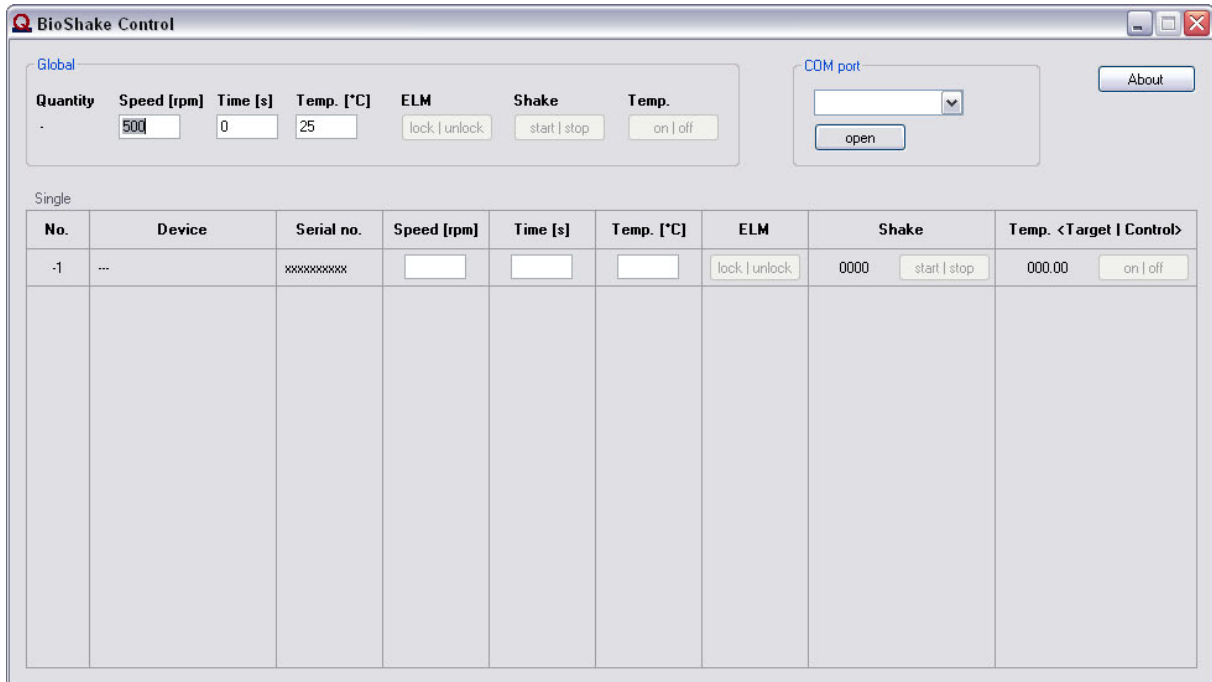 BioShake Control
Global
COM port
About
Quantity Speed [rpm] Time [s] Temp. [°C] ELM Shake Temp.
- 500 0 25 lock | unlock start | stop on | off
open
Single
No. Device Serial no. Speed [rpm] Time [s] Temp. [°C] ELM Shake Temp. <Target | Control>
-1 --- xxxxxxxxxx lock | unlock 0000 start | stop 000.00 on | off